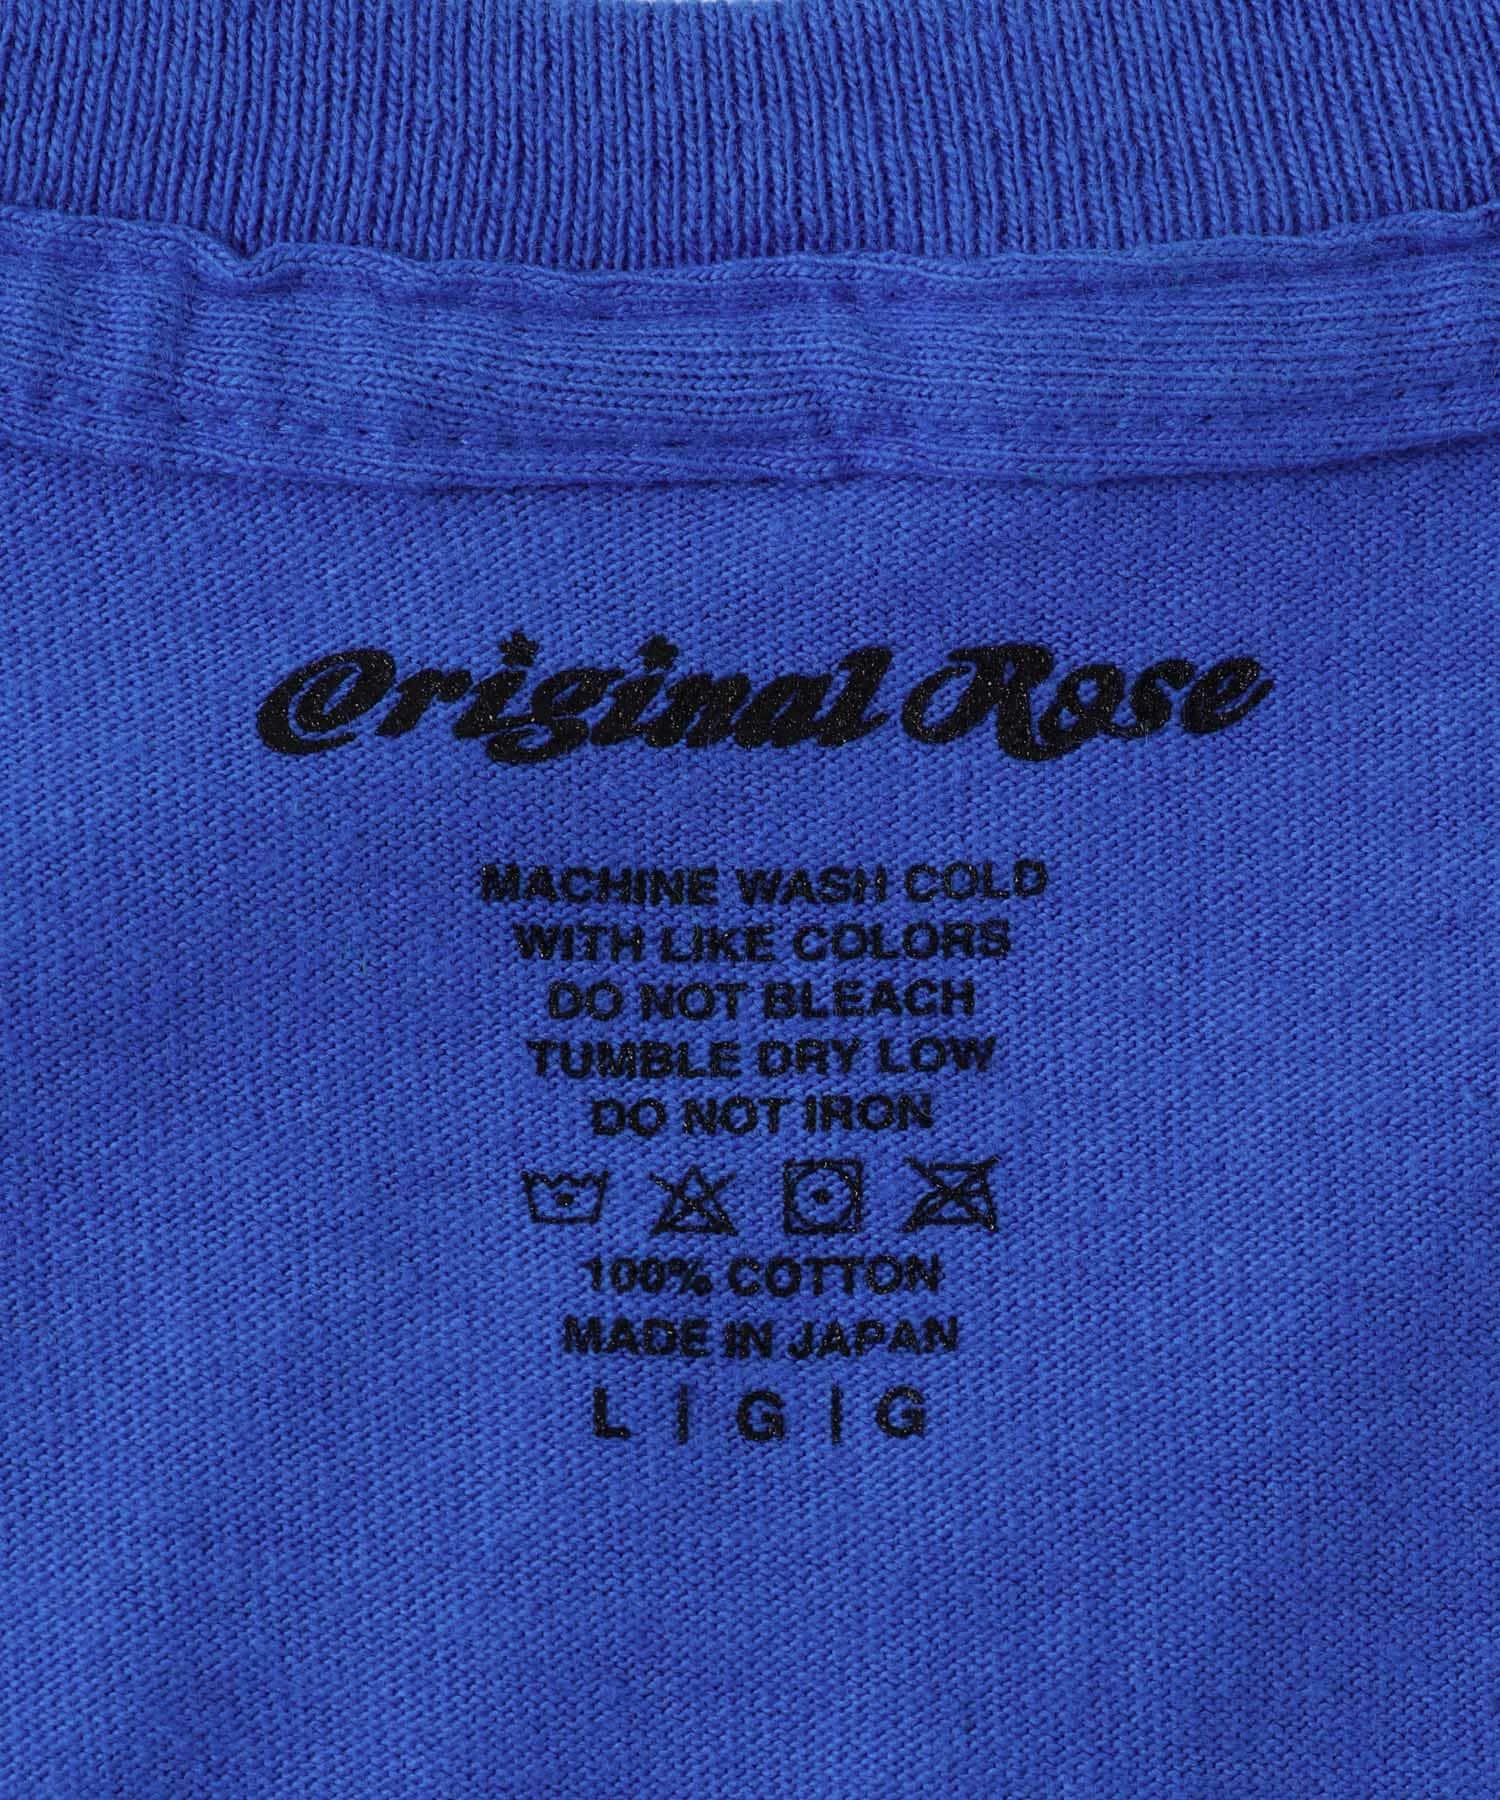 Original Rose
MACHINE WASH COLD
WITH LIKE COLORS
DO NOT BLEACH
TUMBLE DRY LOW
DO NOT IRON
100% COTTON
MADE IN JAPAN
L | G | G